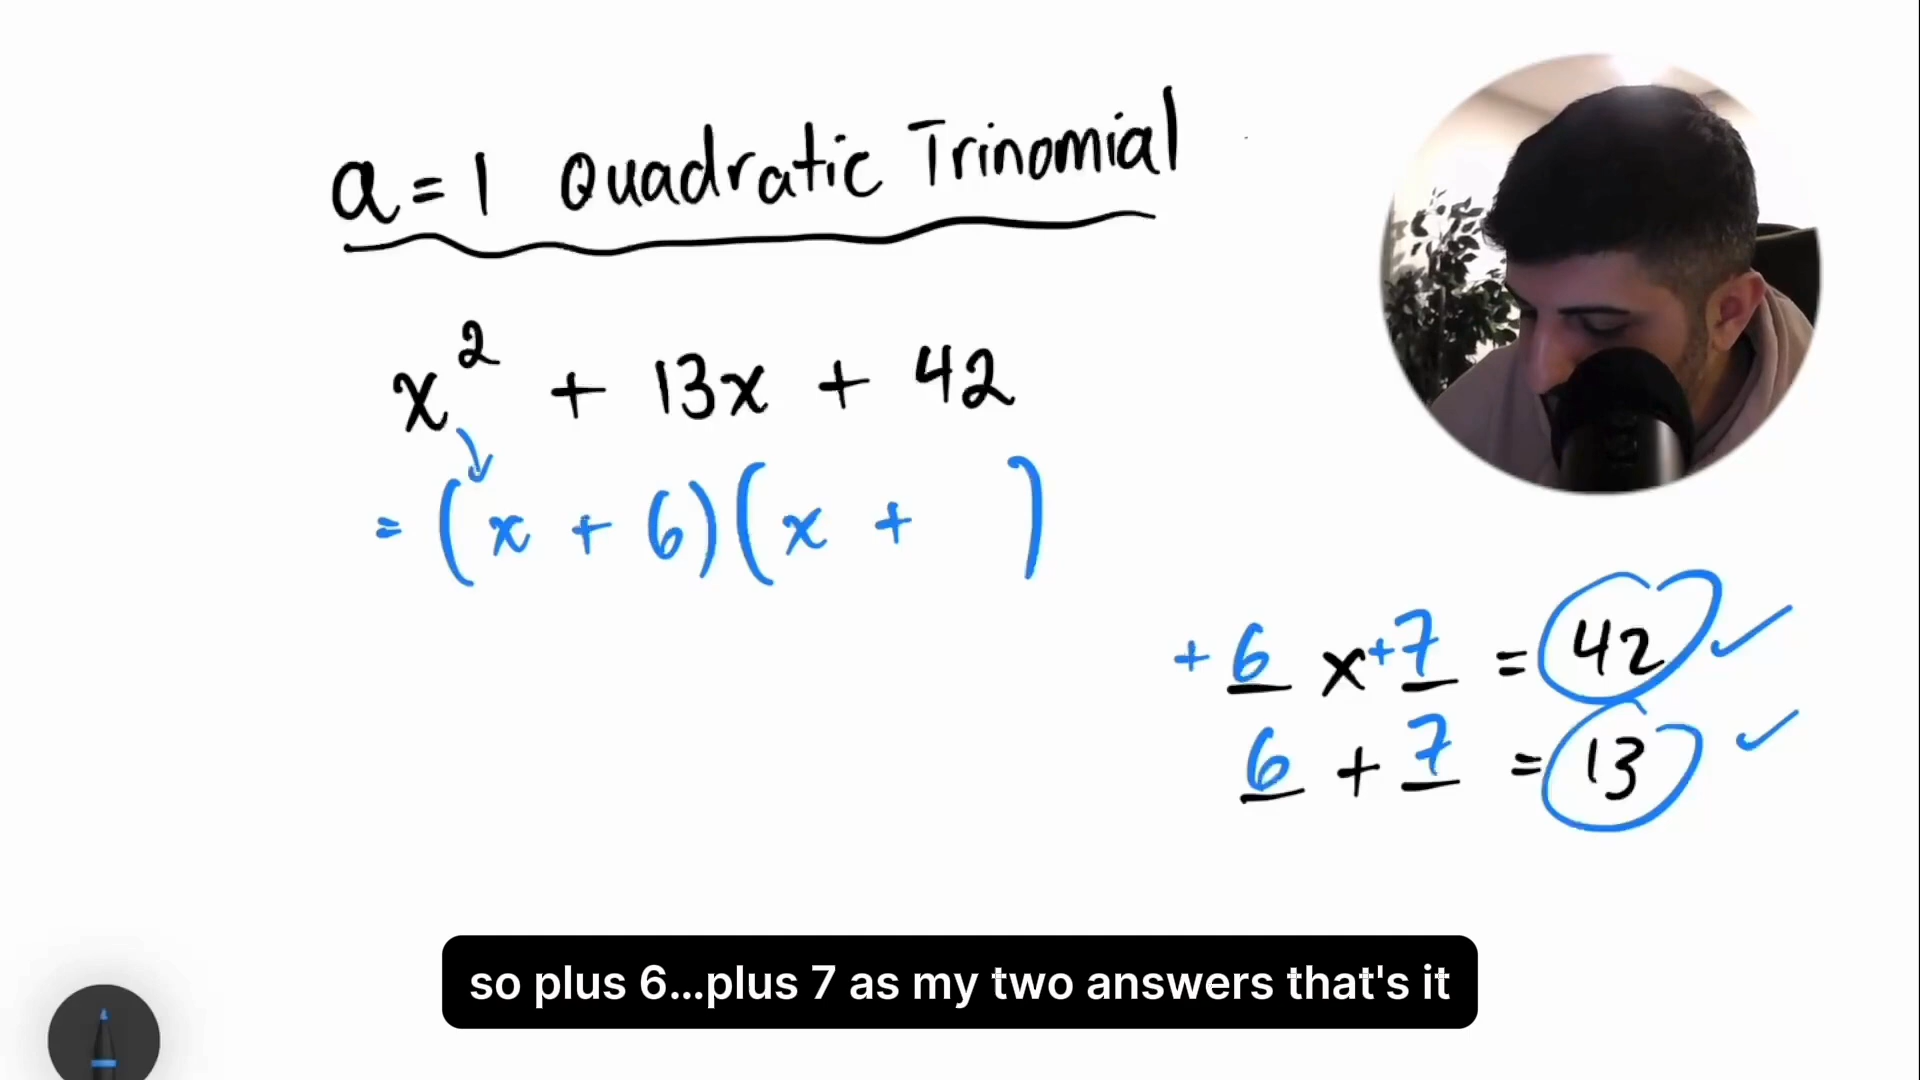 a = 1 Quadratic Trinomial
x² + 13x + 42
= (x + 6)(x +   )
+6 x +7 = 42 ✓
6 + 7 = 13 ✓
so plus 6...plus 7 as my two answers that's it